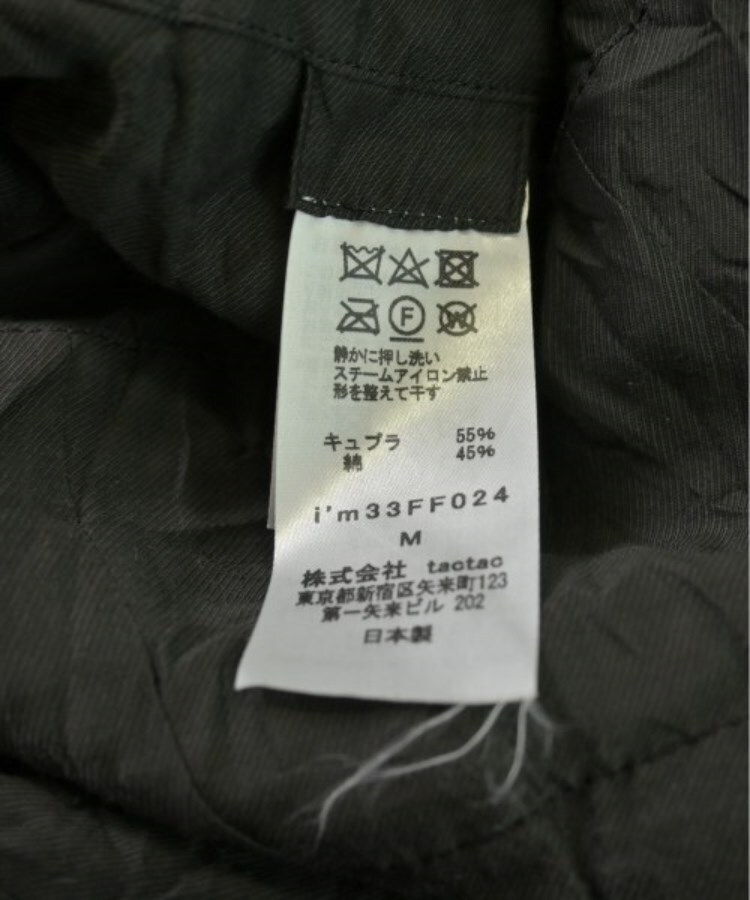 F W
静かに押し洗い
スチームアイロン禁止
形を整えて干す
キュプラ 55%
綿 45%
i'm33FF024
M
株式会社 tactac
東京都新宿区矢来町123
第一矢来ビル 202
日本製